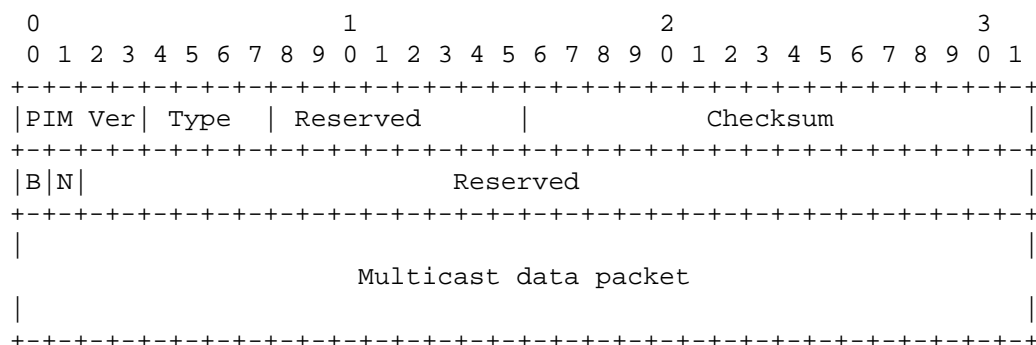 0                   1                   2                   3
 0 1 2 3 4 5 6 7 8 9 0 1 2 3 4 5 6 7 8 9 0 1 2 3 4 5 6 7 8 9 0 1
+-+-+-+-+-+-+-+-+-+-+-+-+-+-+-+-+-+-+-+-+-+-+-+-+-+-+-+-+-+-+-+-+
|PIM Ver| Type  | Reserved      |           Checksum            |
+-+-+-+-+-+-+-+-+-+-+-+-+-+-+-+-+-+-+-+-+-+-+-+-+-+-+-+-+-+-+-+-+
|B|N|                       Reserved                            |
+-+-+-+-+-+-+-+-+-+-+-+-+-+-+-+-+-+-+-+-+-+-+-+-+-+-+-+-+-+-+-+-+
|                                                               |
                      Multicast data packet
|                                                               |
+-+-+-+-+-+-+-+-+-+-+-+-+-+-+-+-+-+-+-+-+-+-+-+-+-+-+-+-+-+-+-+-+